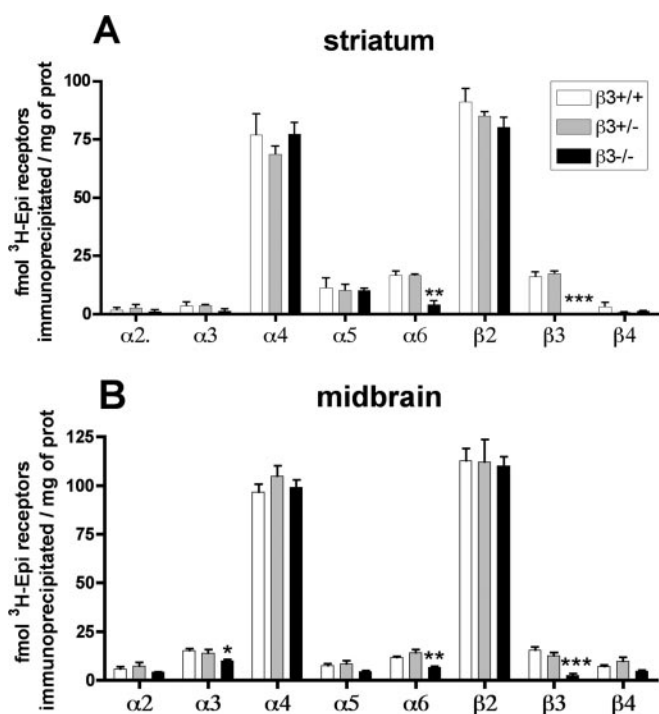 A
striatum
fmol ³H-Epi receptors
immunoprecipitated / mg of prot
100
75
50
25
0
β3+/+
β3+/-
β3-/-
**
***
α2. α3 α4 α5 α6 β2 β3 β4
B
midbrain
fmol ³H-Epi receptors
immunoprecipitated / mg of prot
125
100
75
50
25
0
*
**
***
α2 α3 α4 α5 α6 β2 β3 β4